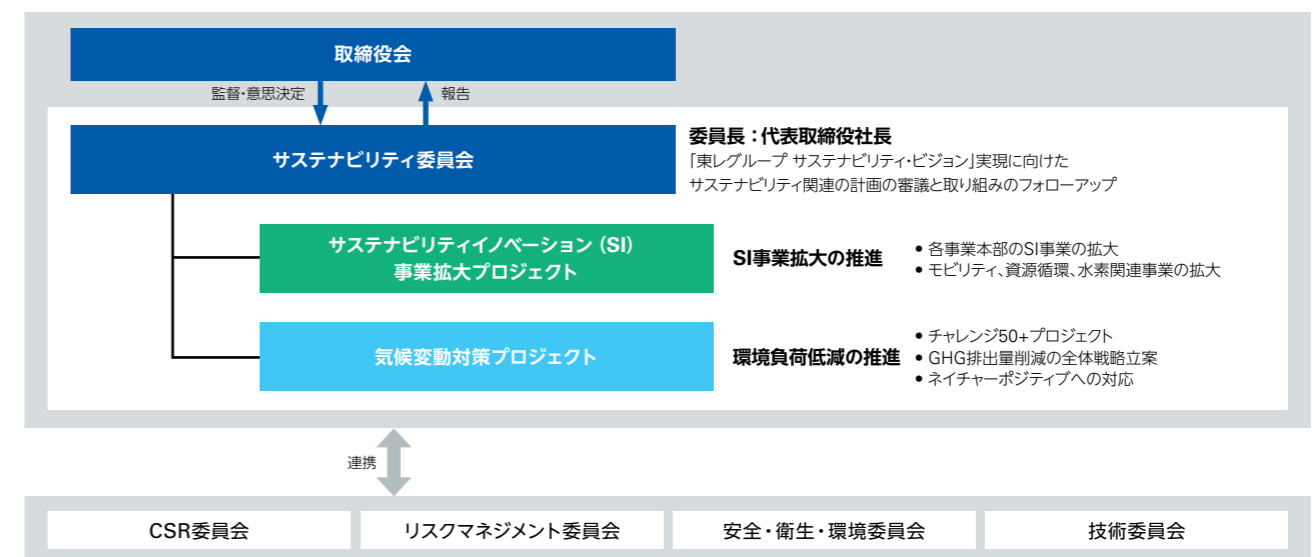 取締役会
監督・意思決定
報告
サステナビリティ委員会
委員長：代表取締役社長
「東レグループ サステナビリティ・ビジョン」実現に向けた
サステナビリティ関連の計画の審議と取り組みのフォローアップ
サステナビリティイノベーション（SI）
事業拡大プロジェクト
SI事業拡大の推進
• 各事業本部のSI事業の拡大
• モビリティ、資源循環、水素関連事業の拡大
気候変動対策プロジェクト
環境負荷低減の推進
• チャレンジ50+プロジェクト
• GHG排出量削減の全体戦略立案
• ネイチャーポジティブへの対応
連携
CSR委員会
リスクマネジメント委員会
安全・衛生・環境委員会
技術委員会